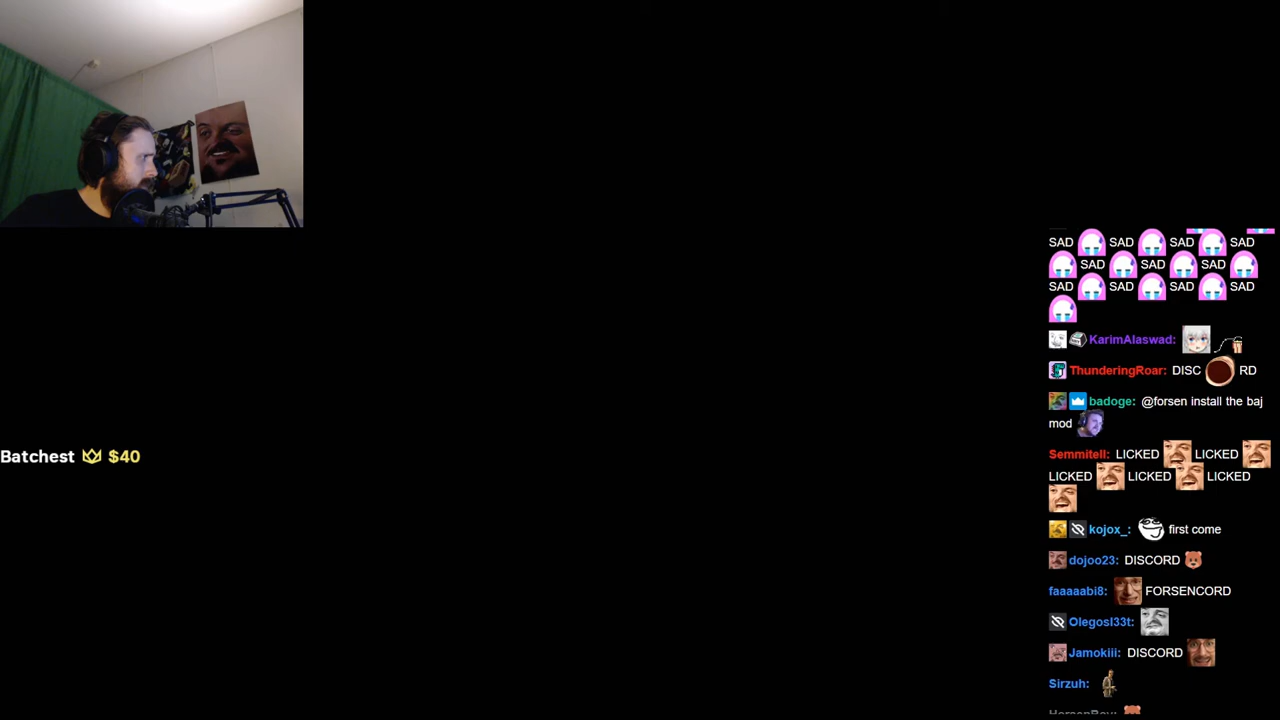 SAD SAD SAD SAD
SAD SAD SAD
SAD SAD SAD SAD
KarimAlaswad:
ThunderingRoar: DISC RD
badoge: @forsen install the baj
mod
Batchest $40
Semmitell: LICKED LICKED
LICKED LICKED LICKED
kojox_: first come
dojoo23: DISCORD
faaaaabi8: FORSENCORD
OlegosI33t:
Jamokiii: DISCORD
Sirzuh: